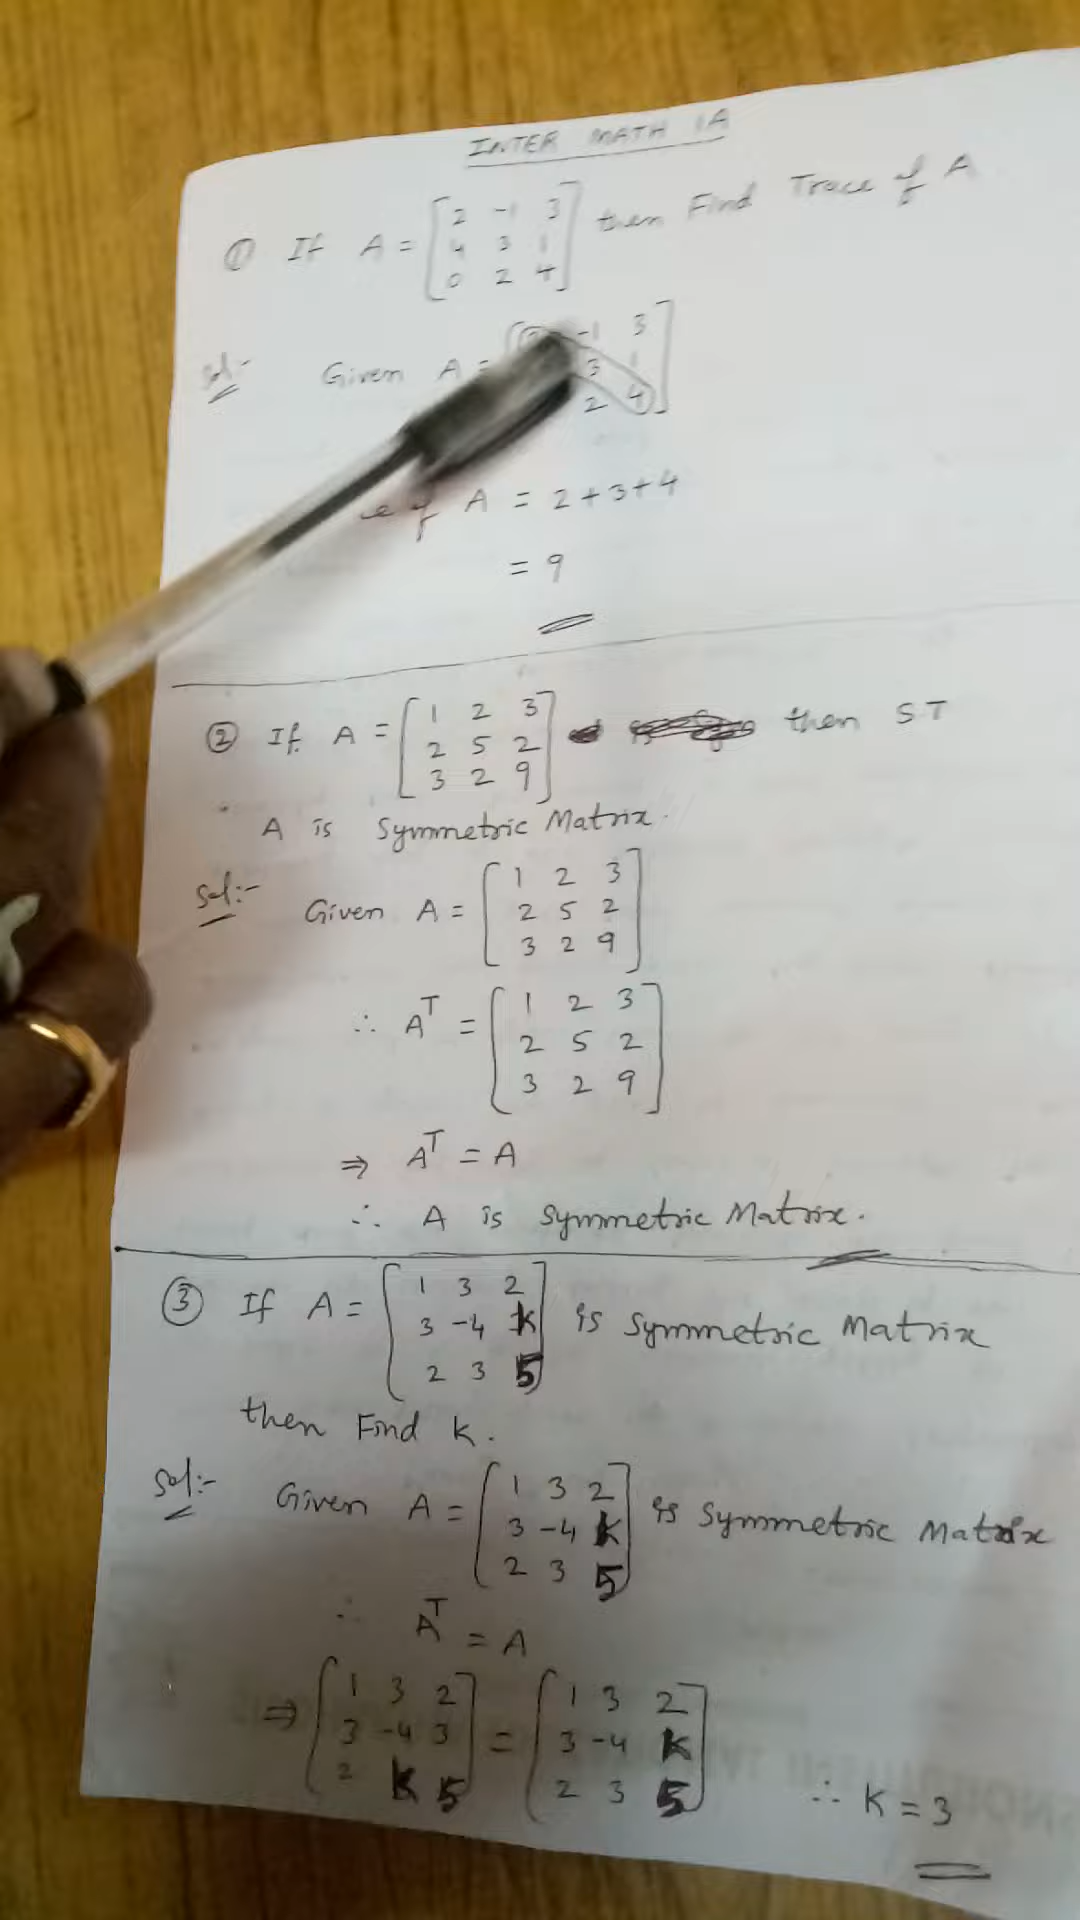 INTER MATH 1A
① If A = [2 -1 3
4 3 1
0 2 4] then Find Trace of A
Sol:- Given A = [ -1 3
3 1
2 4]
of A = 2+3+4
= 9
② If A = [1 2 3
2 5 2
3 2 9] then ST
A is Symmetric Matrix.
Sol:- Given A = [1 2 3
2 5 2
3 2 9]
∴ A^T = [1 2 3
2 5 2
3 2 9]
⇒ A^T = A
∴ A is Symmetric Matrix.
③ If A = [1 3 2
3 -4 K
2 3 5] is Symmetric Matrix
then Find K.
Sol:- Given A = [1 3 2
3 -4 K
2 3 5] is Symmetric Matrix
∴ A^T = A
⇒ [1 3 2
3 -4 3
2 K 5] = [1 3 2
3 -4 K
2 3 5] ∴ K = 3